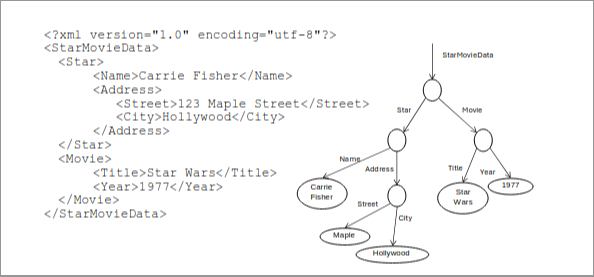 <?xml version="1.0" encoding="utf-8"?>
<StarMovieData>
<Star>
<Name>Carrie Fisher</Name>
<Address>
<Street>123 Maple Street</Street>
<City>Hollywood</City>
</Address>
</Star>
<Movie>
<Title>Star Wars</Title>
<Year>1977</Year>
</Movie>
</StarMovieData>
StarMovieData
Star
Movie
Name
Address
Title
Year
Carrie
Fisher
Star
Wars
1977
Street
City
Maple
Hollywood